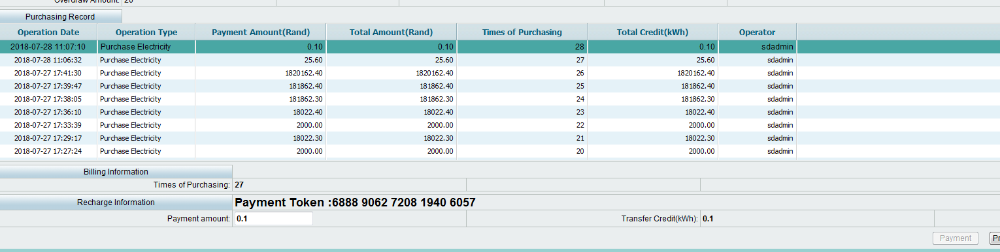 Overdraw Amount: 20
Purchasing Record
Operation Date Operation Type Payment Amount(Rand) Total Amount(Rand) Times of Purchasing Total Credit(kWh) Operator
2018-07-28 11:07:10 Purchase Electricity 0.10 0.10 28 0.10 sdadmin
2018-07-28 11:06:32 Purchase Electricity 25.60 25.60 27 25.60 sdadmin
2018-07-27 17:41:30 Purchase Electricity 1820162.40 1820162.40 26 1820162.40 sdadmin
2018-07-27 17:39:47 Purchase Electricity 181862.40 181862.40 25 181862.40 sdadmin
2018-07-27 17:38:05 Purchase Electricity 181862.30 181862.30 24 181862.30 sdadmin
2018-07-27 17:36:10 Purchase Electricity 18022.40 18022.40 23 18022.40 sdadmin
2018-07-27 17:33:39 Purchase Electricity 2000.00 2000.00 22 2000.00 sdadmin
2018-07-27 17:29:17 Purchase Electricity 18022.30 18022.30 21 18022.30 sdadmin
2018-07-27 17:27:24 Purchase Electricity 2000.00 2000.00 20 2000.00 sdadmin
Billing Information
Times of Purchasing: 27
Recharge Information Payment Token :6888 9062 7208 1940 6057
Payment amount: 0.1 Transfer Credit(kWh): 0.1
Payment Pr